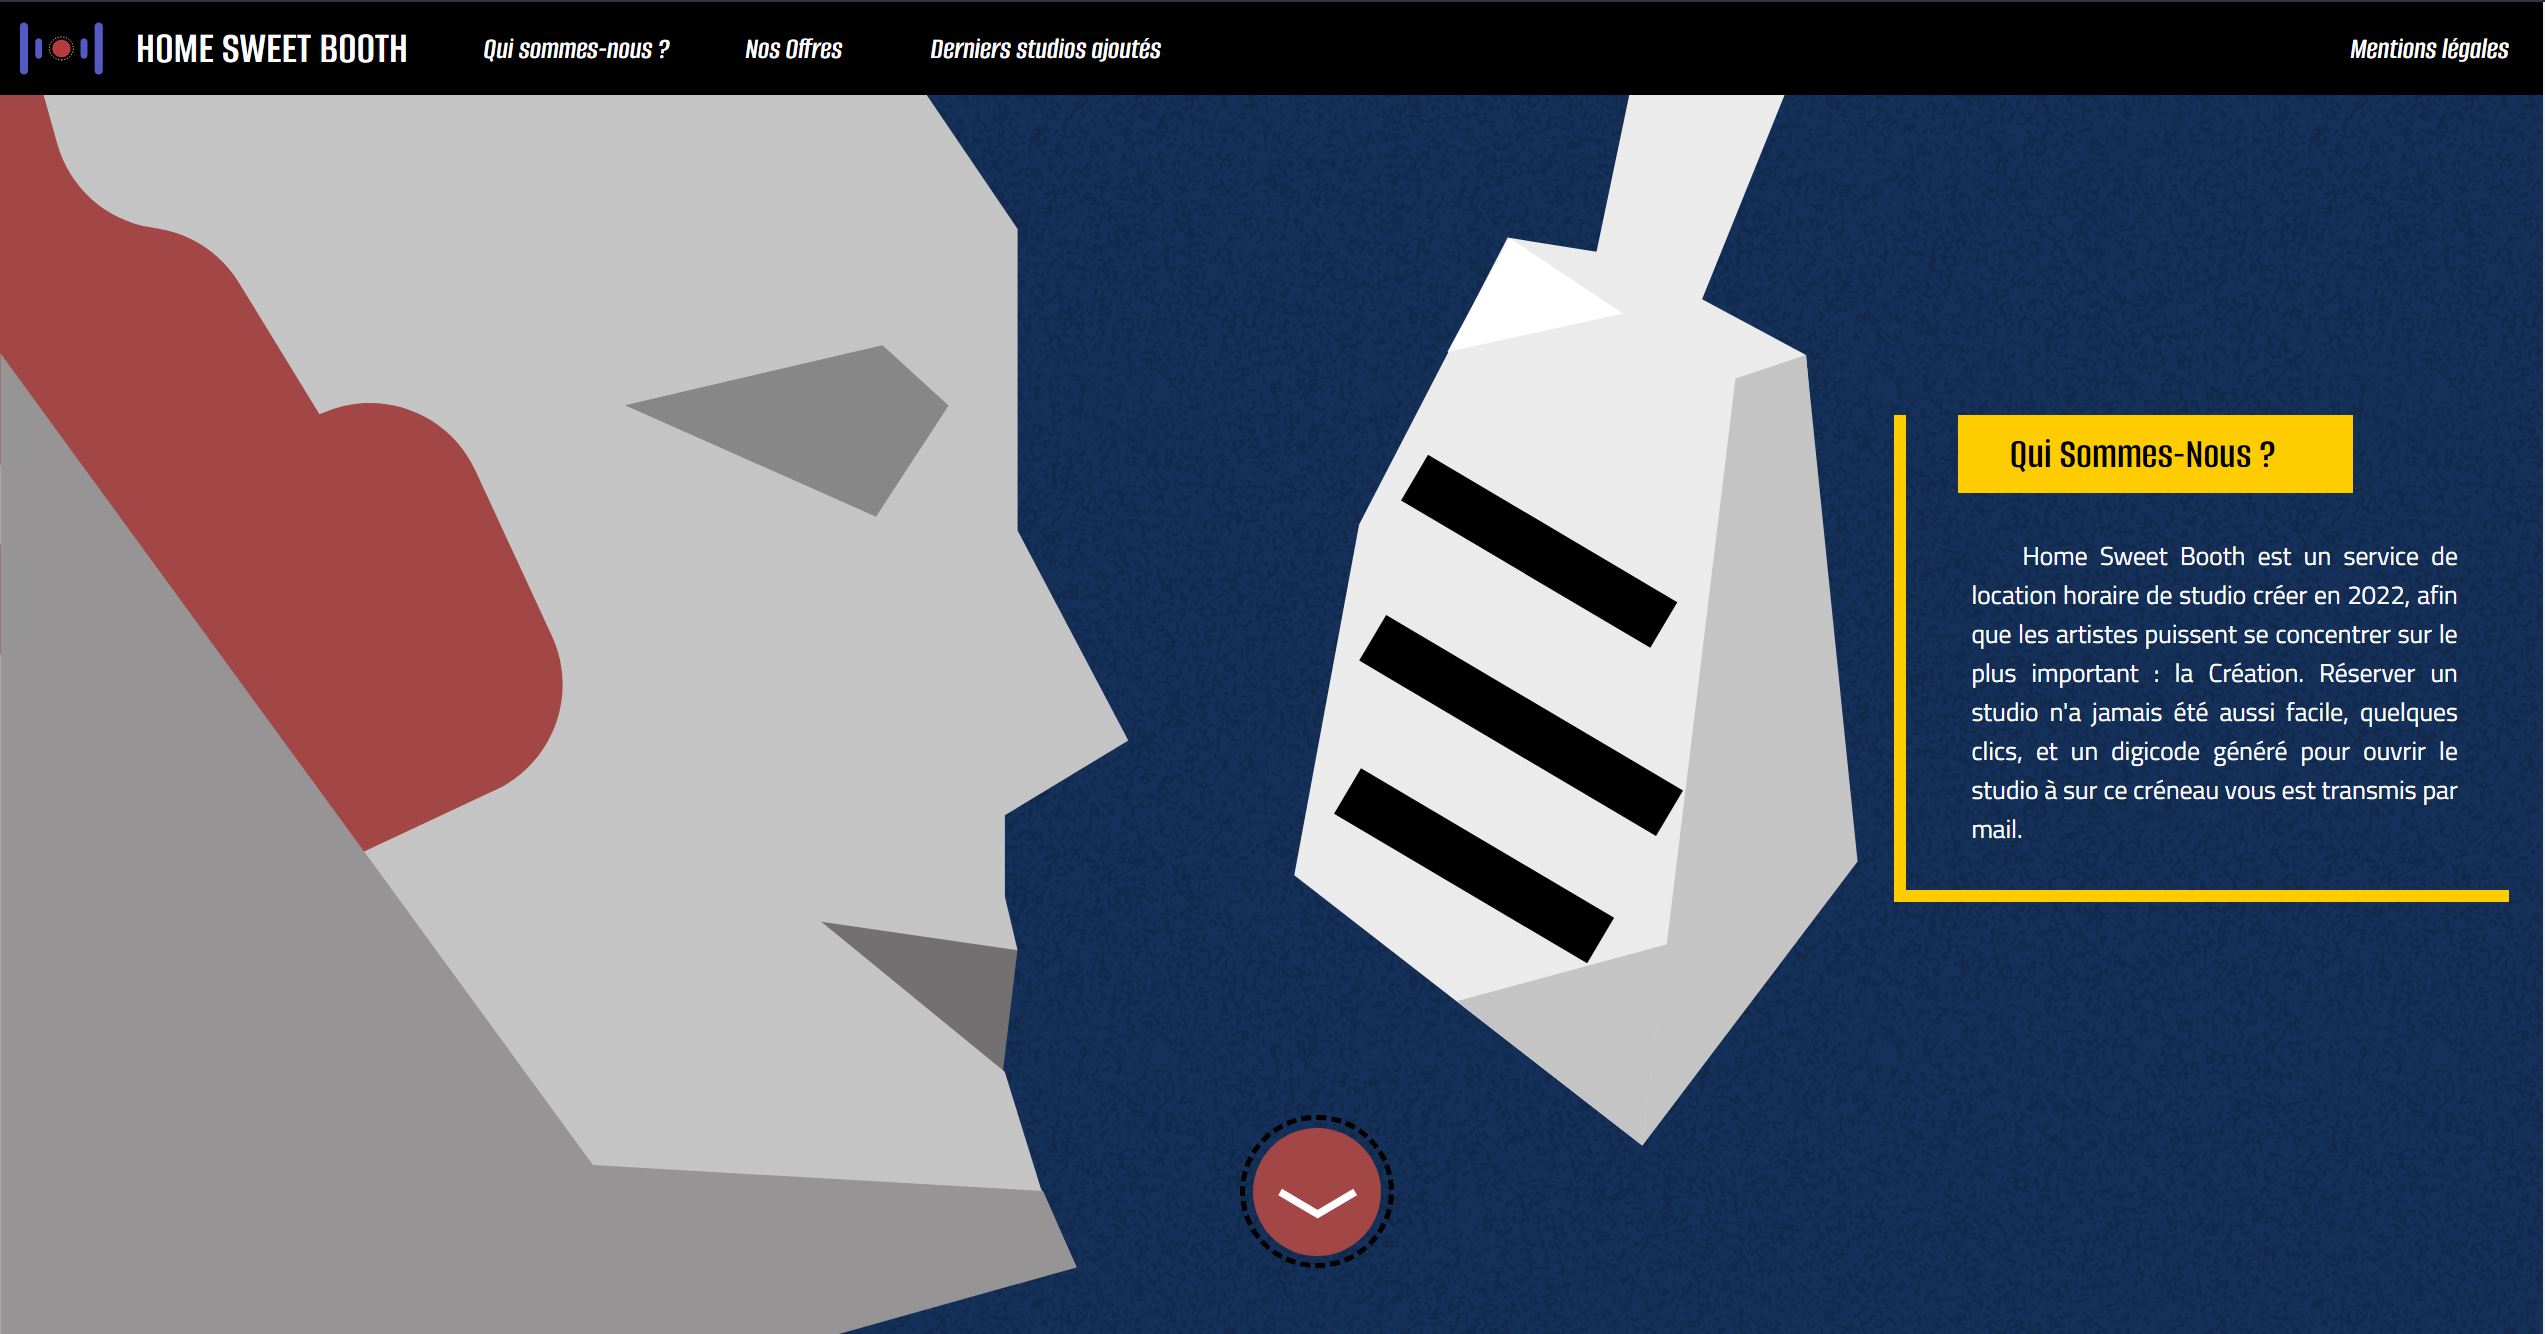 HOME SWEET BOOTH
Qui sommes-nous ?
Nos Offres
Derniers studios ajoutés
Mentions légales
Qui Sommes-Nous ?
Home Sweet Booth est un service de
location horaire de studio créer en 2022, afin
que les artistes puissent se concentrer sur le
plus important : la Création. Réserver un
studio n'a jamais été aussi facile, quelques
clics, et un digicode généré pour ouvrir le
studio à sur ce créneau vous est transmis par
mail.